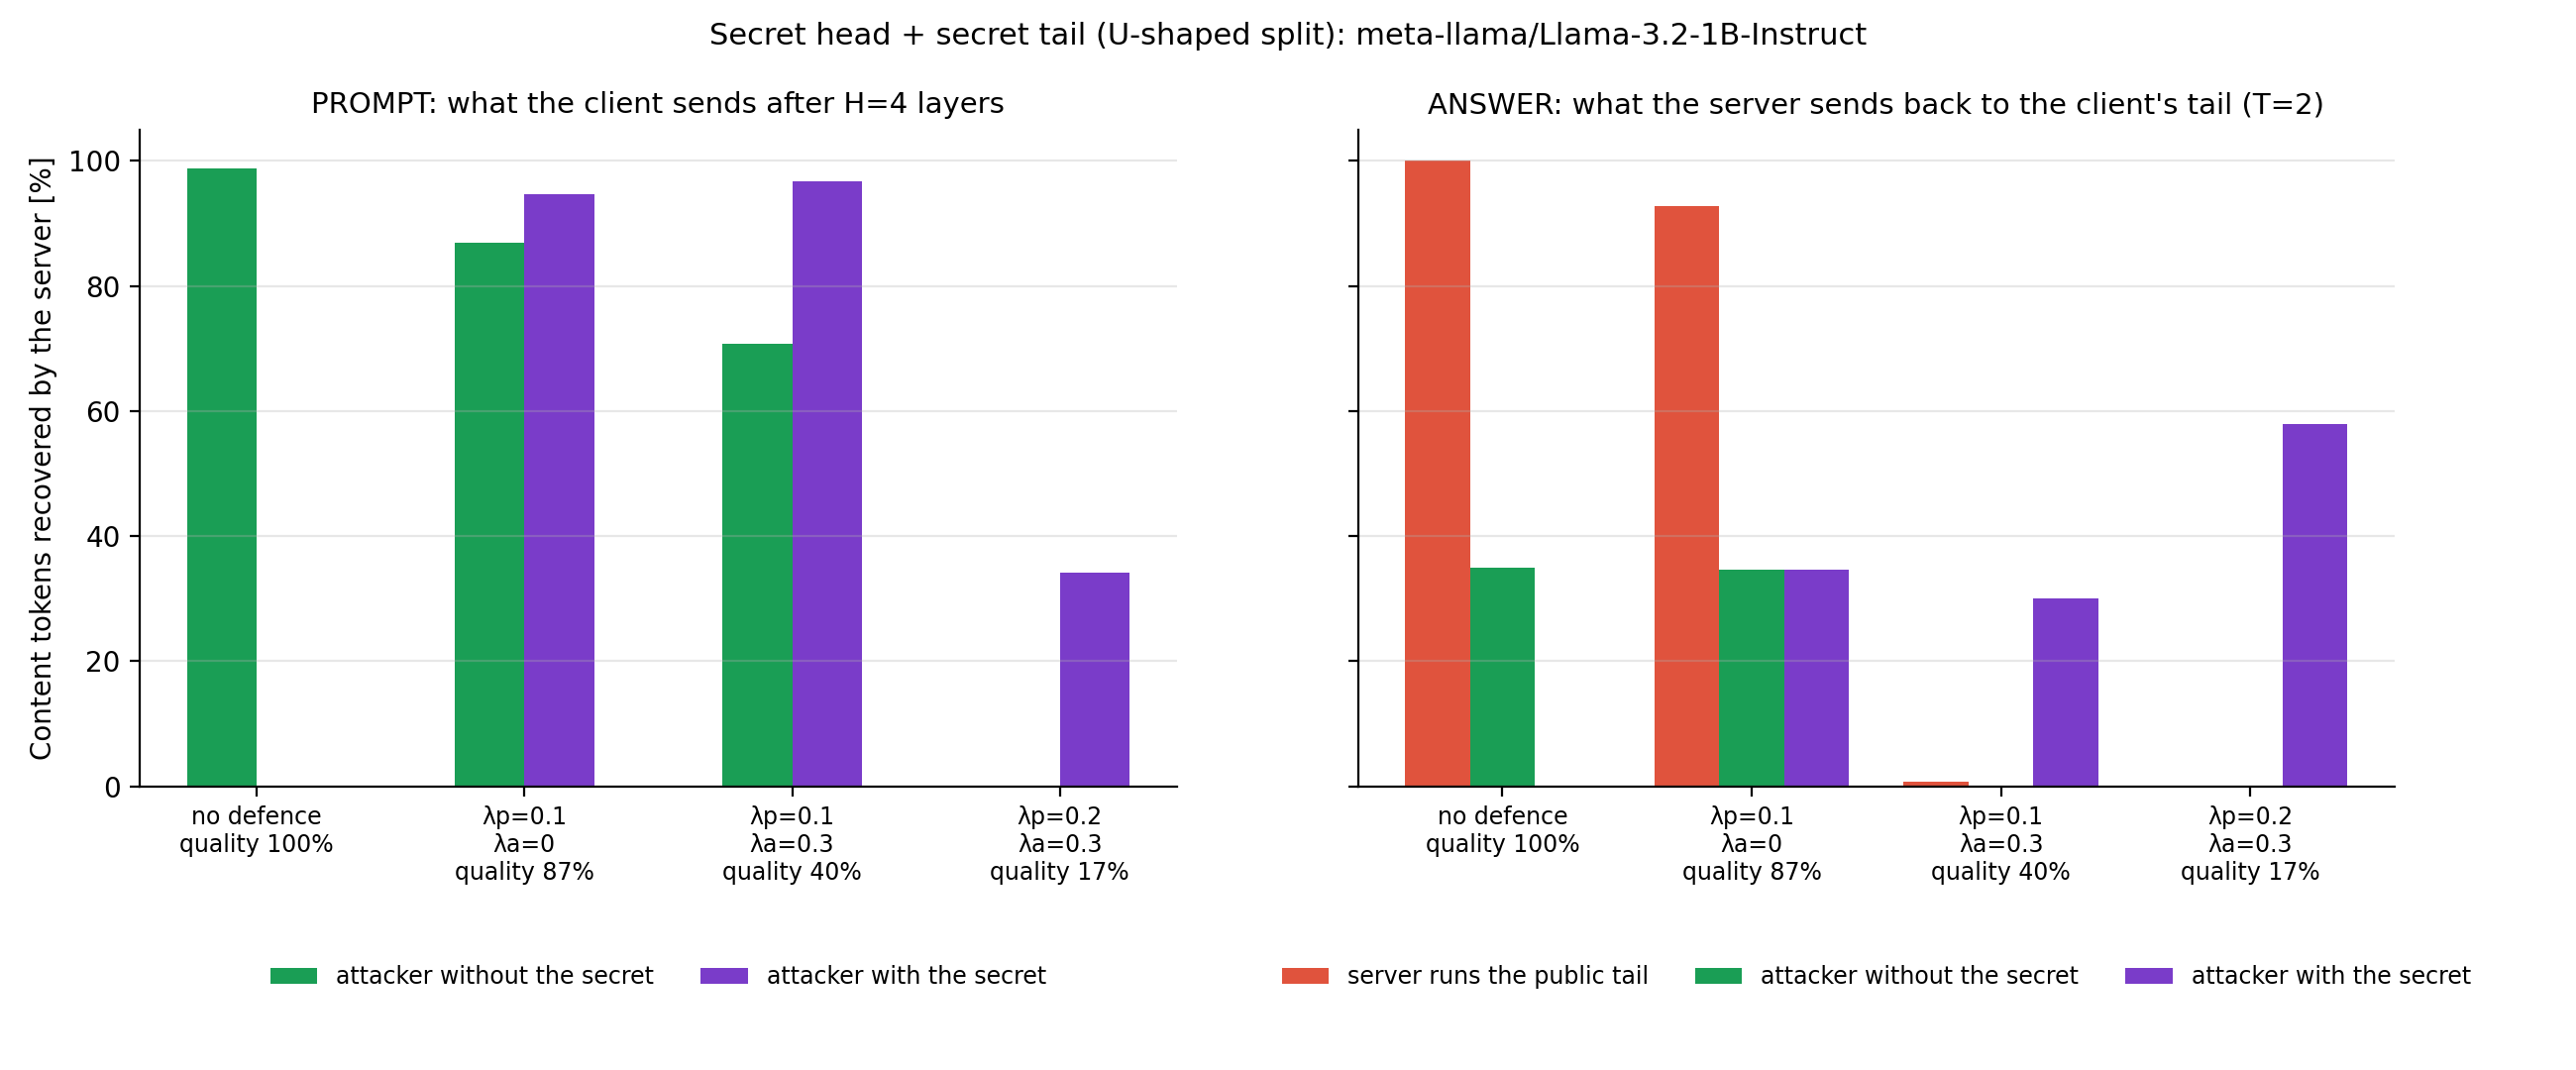 Secret head + secret tail (U-shaped split): meta-llama/Llama-3.2-1B-Instruct
PROMPT: what the client sends after H=4 layers
Content tokens recovered by the server [%]
100
80
60
40
20
0
no defence
quality 100%
λp=0.1
λa=0
quality 87%
λp=0.1
λa=0.3
quality 40%
λp=0.2
λa=0.3
quality 17%
attacker without the secret
attacker with the secret
ANSWER: what the server sends back to the client's tail (T=2)
no defence
quality 100%
λp=0.1
λa=0
quality 87%
λp=0.1
λa=0.3
quality 40%
λp=0.2
λa=0.3
quality 17%
server runs the public tail
attacker without the secret
attacker with the secret